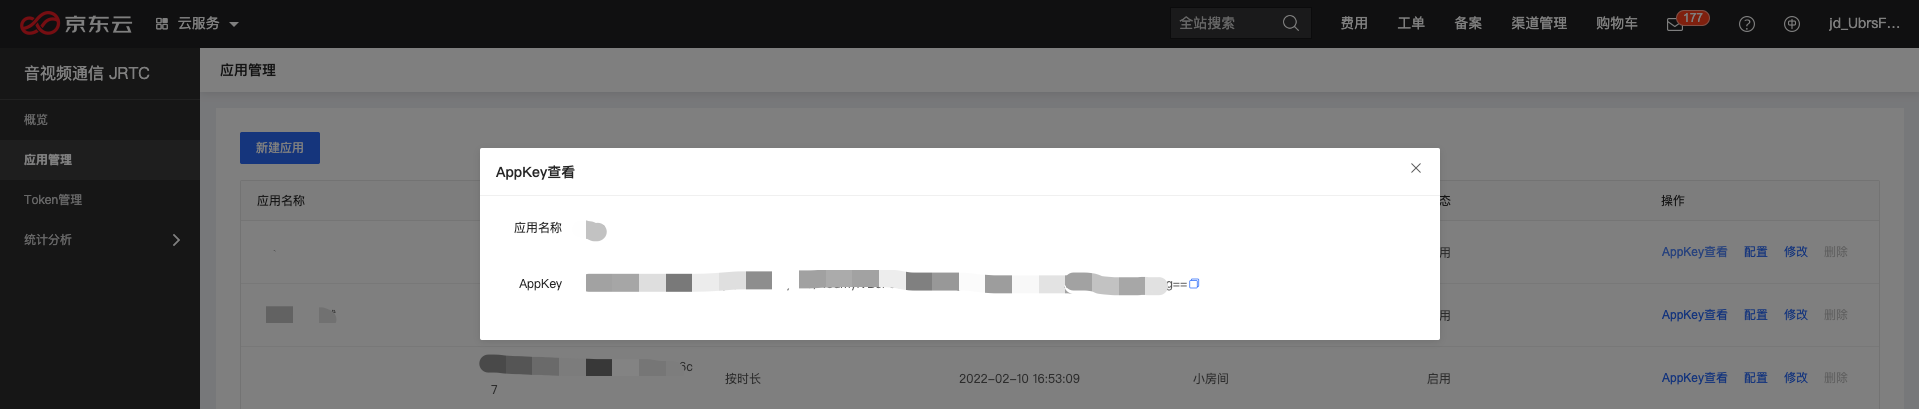 京东云 云服务 全站搜索 费用 工单 备案 渠道管理 购物车 177 jd_UbrsF...
音视频通信 JRTC
应用管理
概览
新建应用
应用管理
AppKey查看
Token管理
应用名称 态 操作
应用名称
统计分析
用 AppKey查看 配置 修改 删除
AppKey g==
用 AppKey查看 配置 修改 删除
6c
7 按时长 2022-02-10 16:53:09 小房间 启用 AppKey查看 配置 修改 删除